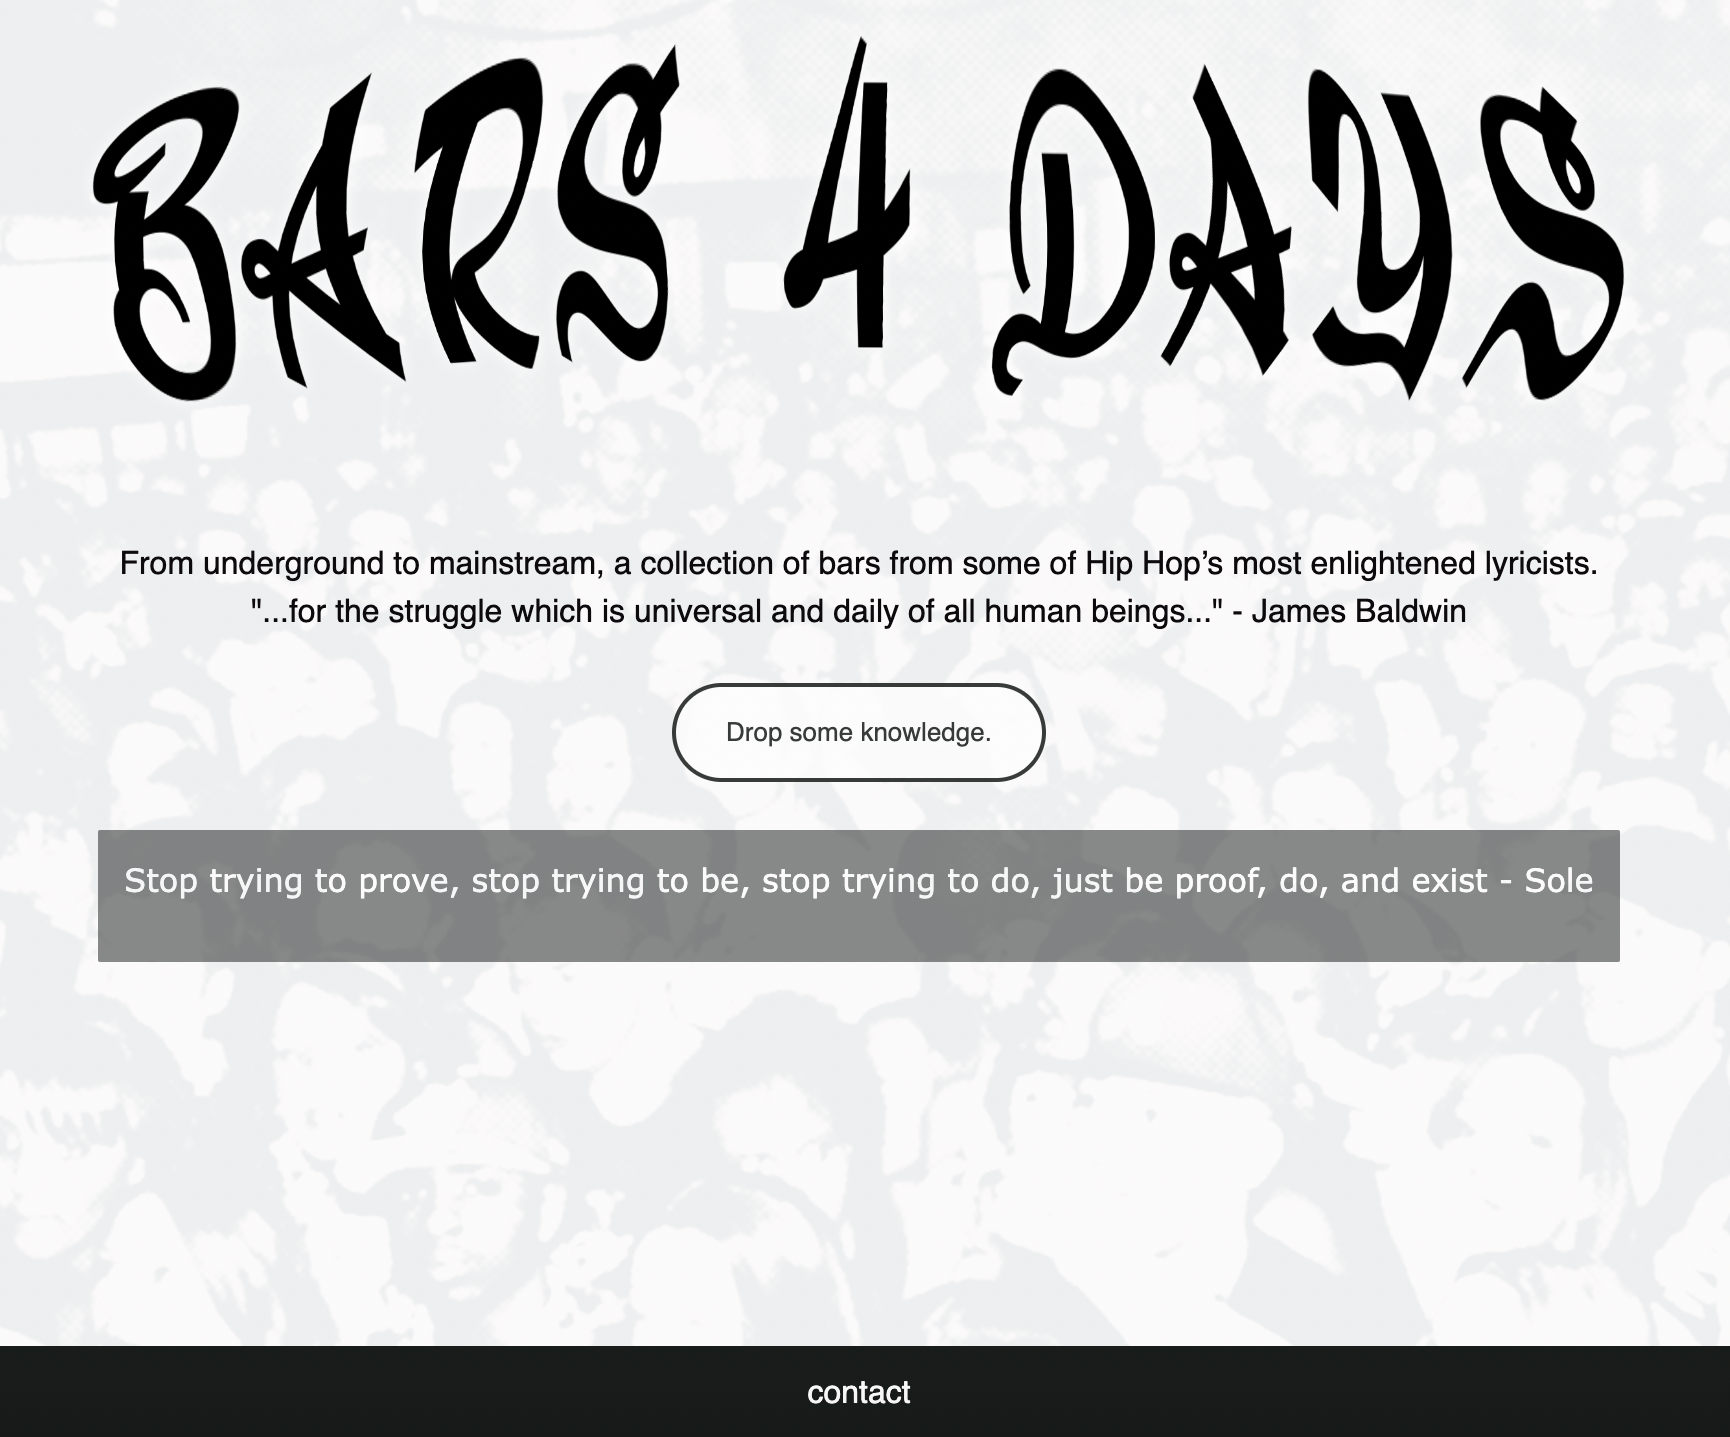 BARS 4 DAYS
From underground to mainstream, a collection of bars from some of Hip Hop’s most enlightened lyricists.
"...for the struggle which is universal and daily of all human beings..." - James Baldwin
Drop some knowledge.
Stop trying to prove, stop trying to be, stop trying to do, just be proof, do, and exist - Sole
contact